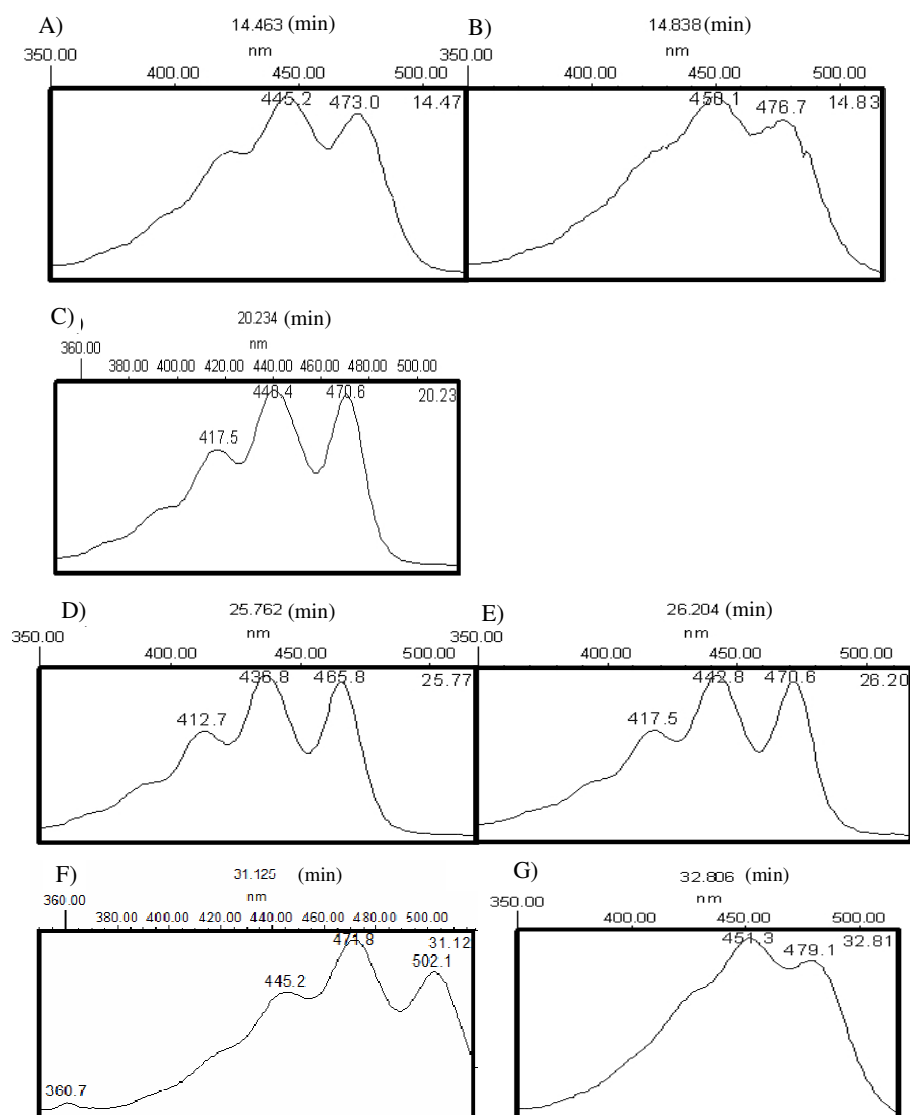 A) 14.463 (min) B) 14.838 (min)
nm nm
350.00 400.00 450.00 500.00 350.00 400.00 450.00 500.00
445.2 473.0 14.47 450.1 476.7 14.83
C) 20.234 (min)
nm
360.00 380.00 400.00 420.00 440.00 460.00 480.00 500.00
417.5 470.6 20.23
D) 25.762 (min) E) 26.204 (min)
nm nm
350.00 400.00 450.00 500.00 350.00 400.00 450.00 500.00
412.7 436.8 465.8 25.77 417.5 442.8 470.6 26.20
F) 31.125 (min) G) 32.806 (min)
nm nm
360.00 380.00 400.00 420.00 440.00 460.00 480.00 500.00 350.00 400.00 450.00 500.00
360.7 445.2 471.8 502.1 31.12 451.3 479.1 32.81